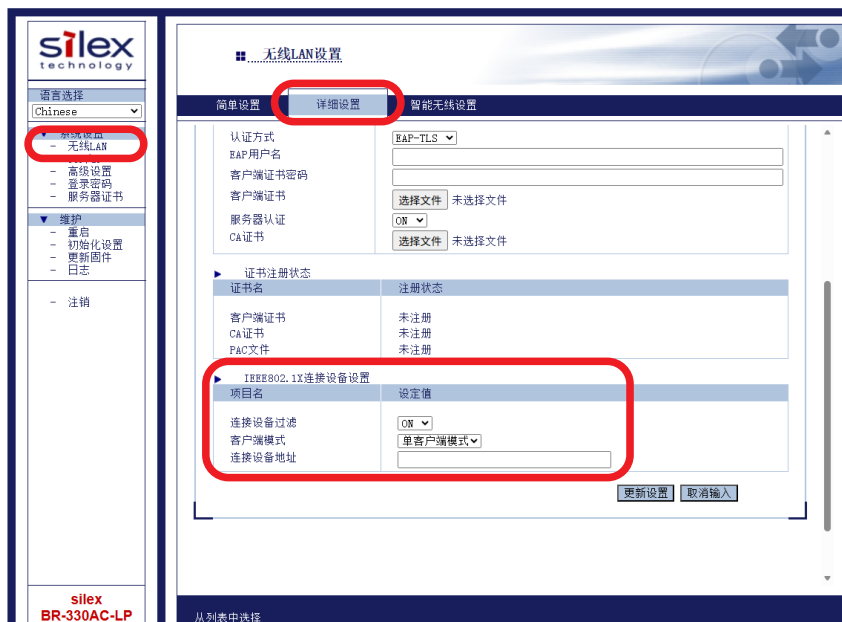 silex
technology
语言选择
Chinese
▼ 系统设置
- 无线LAN
- 高级设置
- 登录密码
- 服务器证书
▼ 维护
- 重启
- 初始化设置
- 更新固件
- 日志
- 注销
silex
BR-330AC-LP
无线LAN设置
简单设置 详细设置 智能无线设置
认证方式 EAP-TLS
EAP用户名
客户端证书密码
客户端证书 选择文件 未选择文件
服务器认证 ON
CA证书 选择文件 未选择文件
证书注册状态
证书名 注册状态
客户端证书 未注册
CA证书 未注册
PAC文件 未注册
IEEE802.1X连接设备设置
项目名 设定值
连接设备过滤 ON
客户端模式 单客户端模式
连接设备地址
更新设置 取消输入
从列表中选择